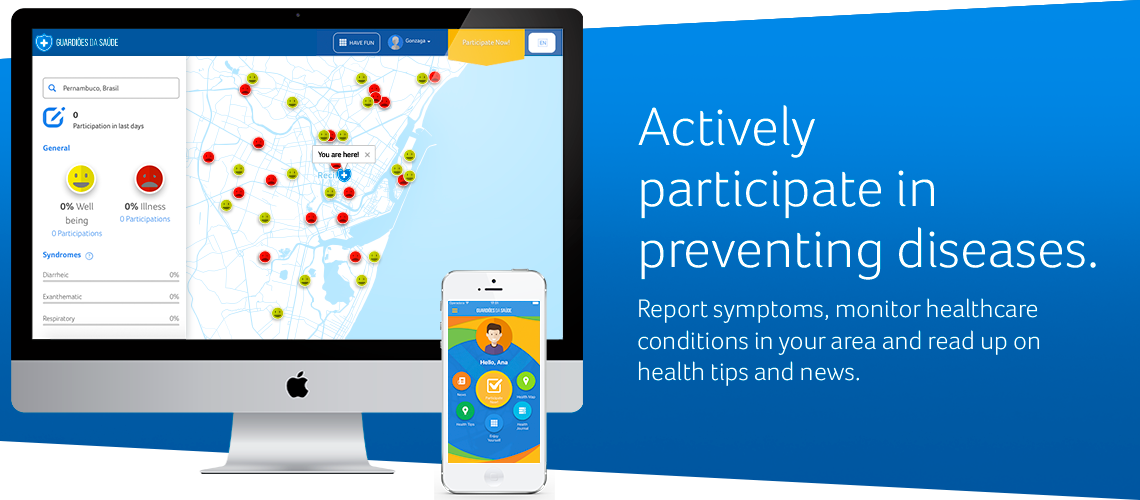 GUARDIÕES DA SAÚDE
HAVE FUN
Gonzaga
Participate Now!
EN
Pernambuco, Brasil
0
Participation in last days
General
0% Well being
0 Participations
0% Illness
0 Participations
Syndromes ?
Diarrheic 0%
Exanthematic 0%
Respiratory 0%
You are here! ×
Reci
GUARDIÕES DA SAÚDE
Hello, Ana
Health Tips
Actively
participate in
preventing diseases.
Report symptoms, monitor healthcare
conditions in your area and read up on
health tips and news.